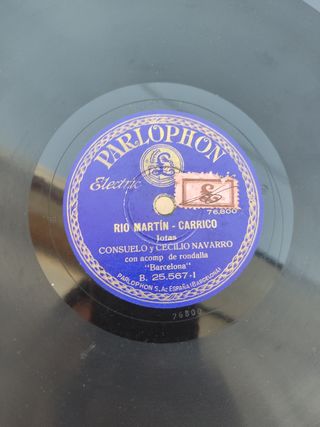 PARLOPHON
Electric
76,800
RIO MARTÍN - CARRICO
Jotas
CONSUELO y CECILIO NAVARRO
con acomp de rondalla
"Barcelona"
B. 25.567-I
PARLOPHON S.A: ESPAÑA (BARCELONA)
76800